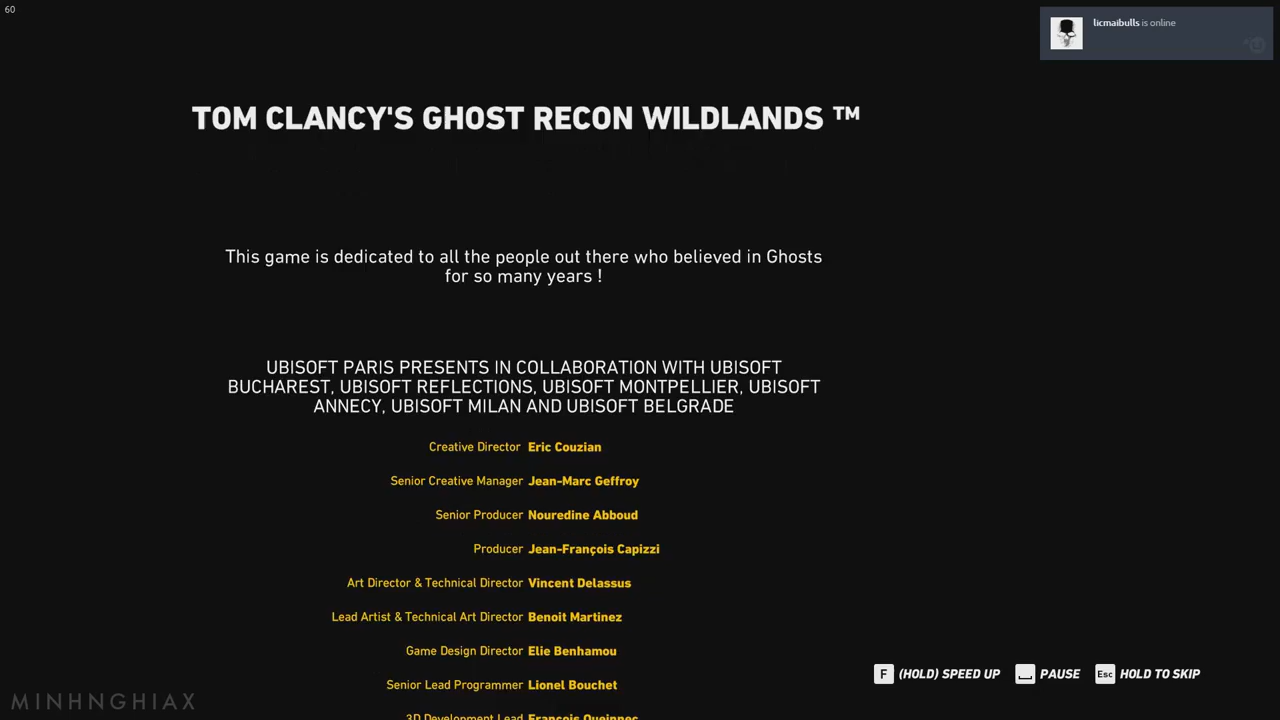 60
licmaibulls is online
TOM CLANCY'S GHOST RECON WILDLANDS ™
This game is dedicated to all the people out there who believed in Ghosts
for so many years !
UBISOFT PARIS PRESENTS IN COLLABORATION WITH UBISOFT
BUCHAREST, UBISOFT REFLECTIONS, UBISOFT MONTPELLIER, UBISOFT
ANNECY, UBISOFT MILAN AND UBISOFT BELGRADE
Creative Director Eric Couzian
Senior Creative Manager Jean-Marc Geffroy
Senior Producer Nouredine Abboud
Producer Jean-François Capizzi
Art Director & Technical Director Vincent Delassus
Lead Artist & Technical Art Director Benoit Martinez
Game Design Director Elie Benhamou
Senior Lead Programmer Lionel Bouchet
3D Development Lead François Queinnec
F (HOLD) SPEED UP PAUSE Esc HOLD TO SKIP
MINHNGHIAX